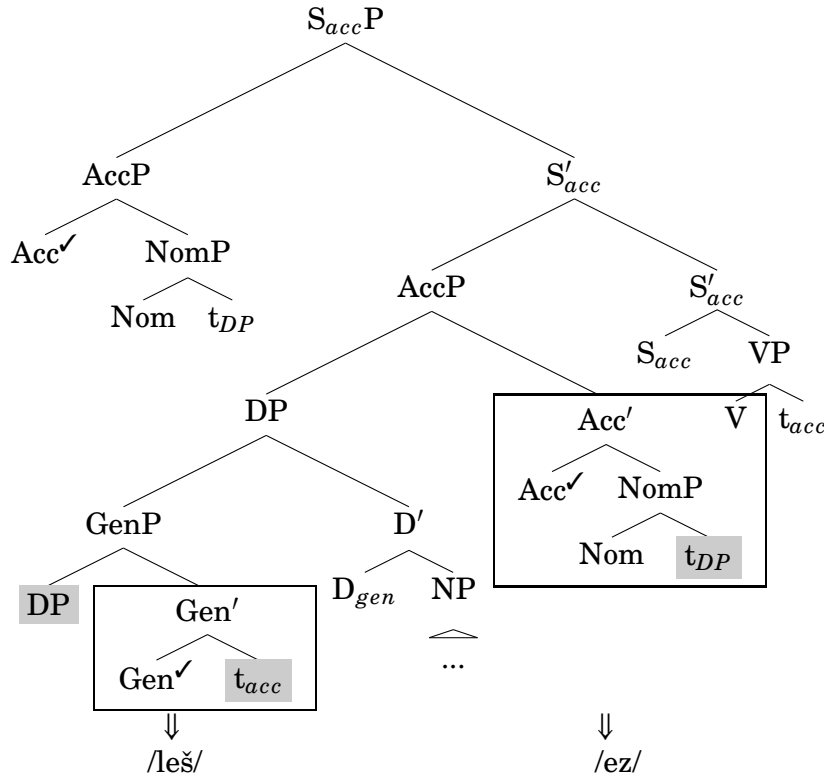 S_accP
AccP S′_acc
Acc✓ NomP AccP S′_acc
Nom t_DP S_acc VP
DP Acc′ V t_acc
Acc✓ NomP
GenP D′ Nom t_DP
DP Gen′ D_gen NP
Gen✓ t_acc ...
⇓ ⇓
/leš/ /ez/